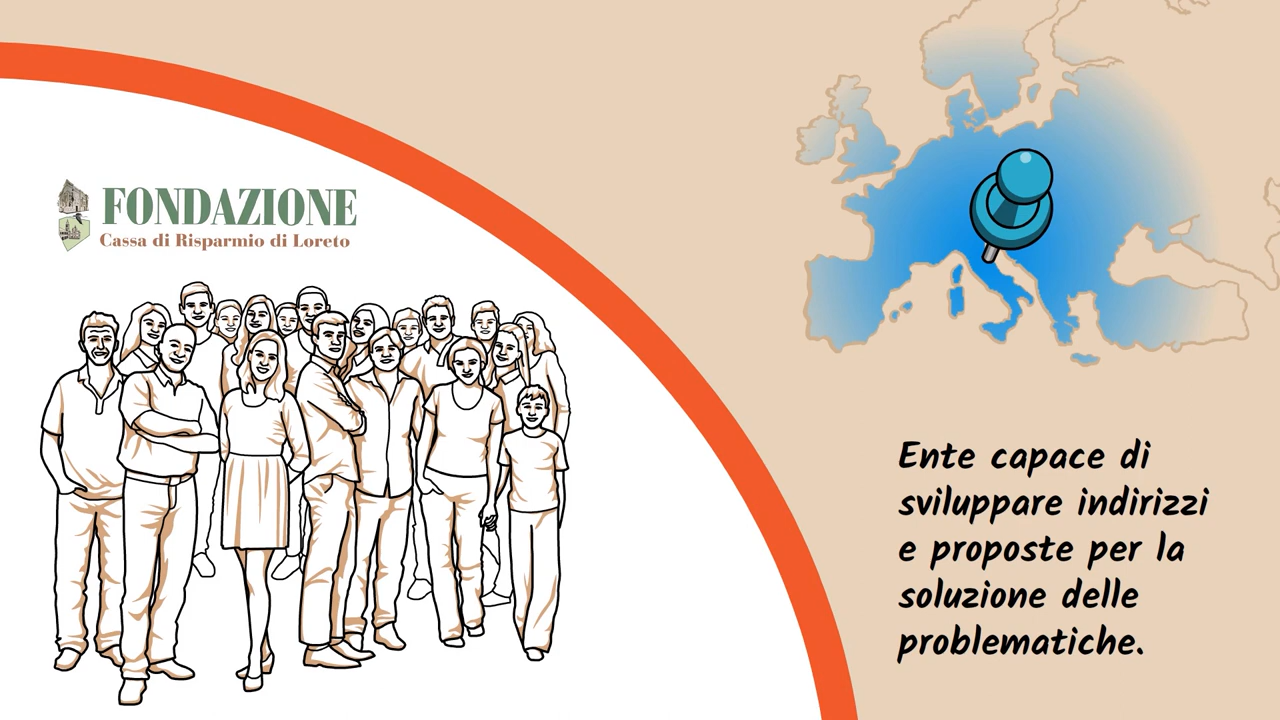 FONDAZIONE
Cassa di Risparmio di Loreto
Ente capace di
sviluppare indirizzi
e proposte per la
soluzione delle
problematiche.